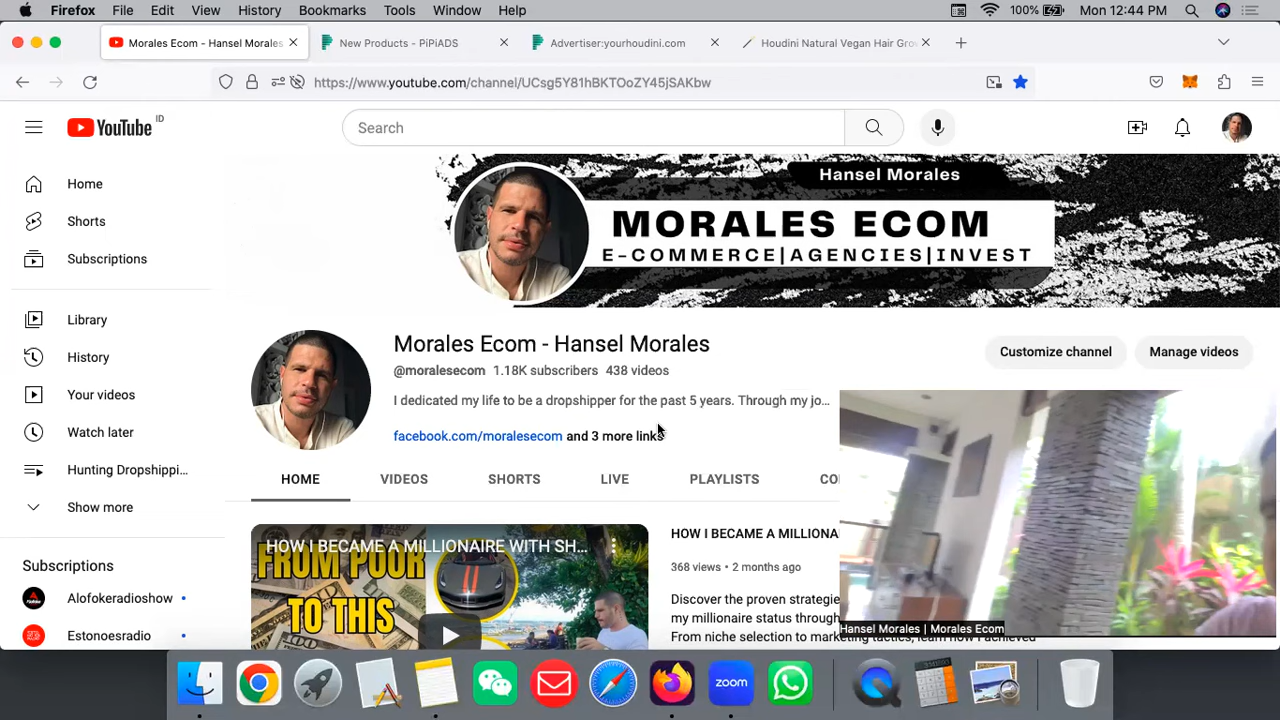 Firefox File Edit View History Bookmarks Tools Window Help 100% Mon 12:44 PM
Morales Ecom - Hansel Morales
New Products - PiPiADS
Advertiser:yourhoudini.com
Houdini Natural Vegan Hair Gro
https://www.youtube.com/channel/UCsg5Y81hBKTOoZY45jSAKbw
YouTube ID
Search
Home
Shorts
Subscriptions
Library
History
Your videos
Watch later
Hunting Dropshippi...
Show more
Subscriptions
Alofokeradioshow
Estonoesradio
Hansel Morales
MORALES ECOM
E-COMMERCE|AGENCIES|INVEST
Morales Ecom - Hansel Morales
@moralesecom 1.18K subscribers 438 videos
I dedicated my life to be a dropshipper for the past 5 years. Through my jo...
facebook.com/moralesecom and 3 more links
Customize channel
Manage videos
HOME VIDEOS SHORTS LIVE PLAYLISTS CO
HOW I BECAME A MILLIONAIRE WITH SH...
FROM POOR
TO THIS
HOW I BECAME A MILLIONA
368 views • 2 months ago
Discover the proven strategie
my millionaire status through
From niche selection to marketing tactics, learn how I achieved
Hansel Morales | Morales Ecom
zoom